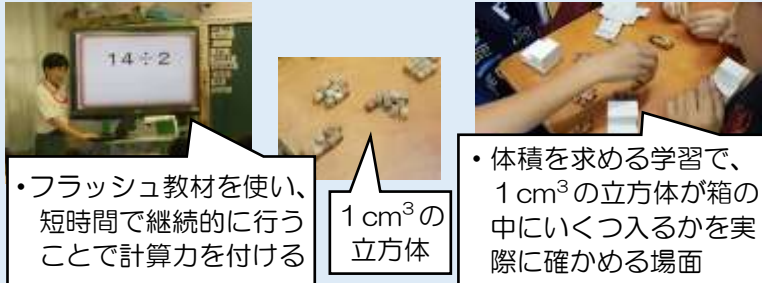 14÷2
・フラッシュ教材を使い、
短時間で継続的に行う
ことで計算力を付ける
1cm³の
立方体
・体積を求める学習で、
1cm³の立方体が箱の
中にいくつ入るかを実
際に確かめる場面